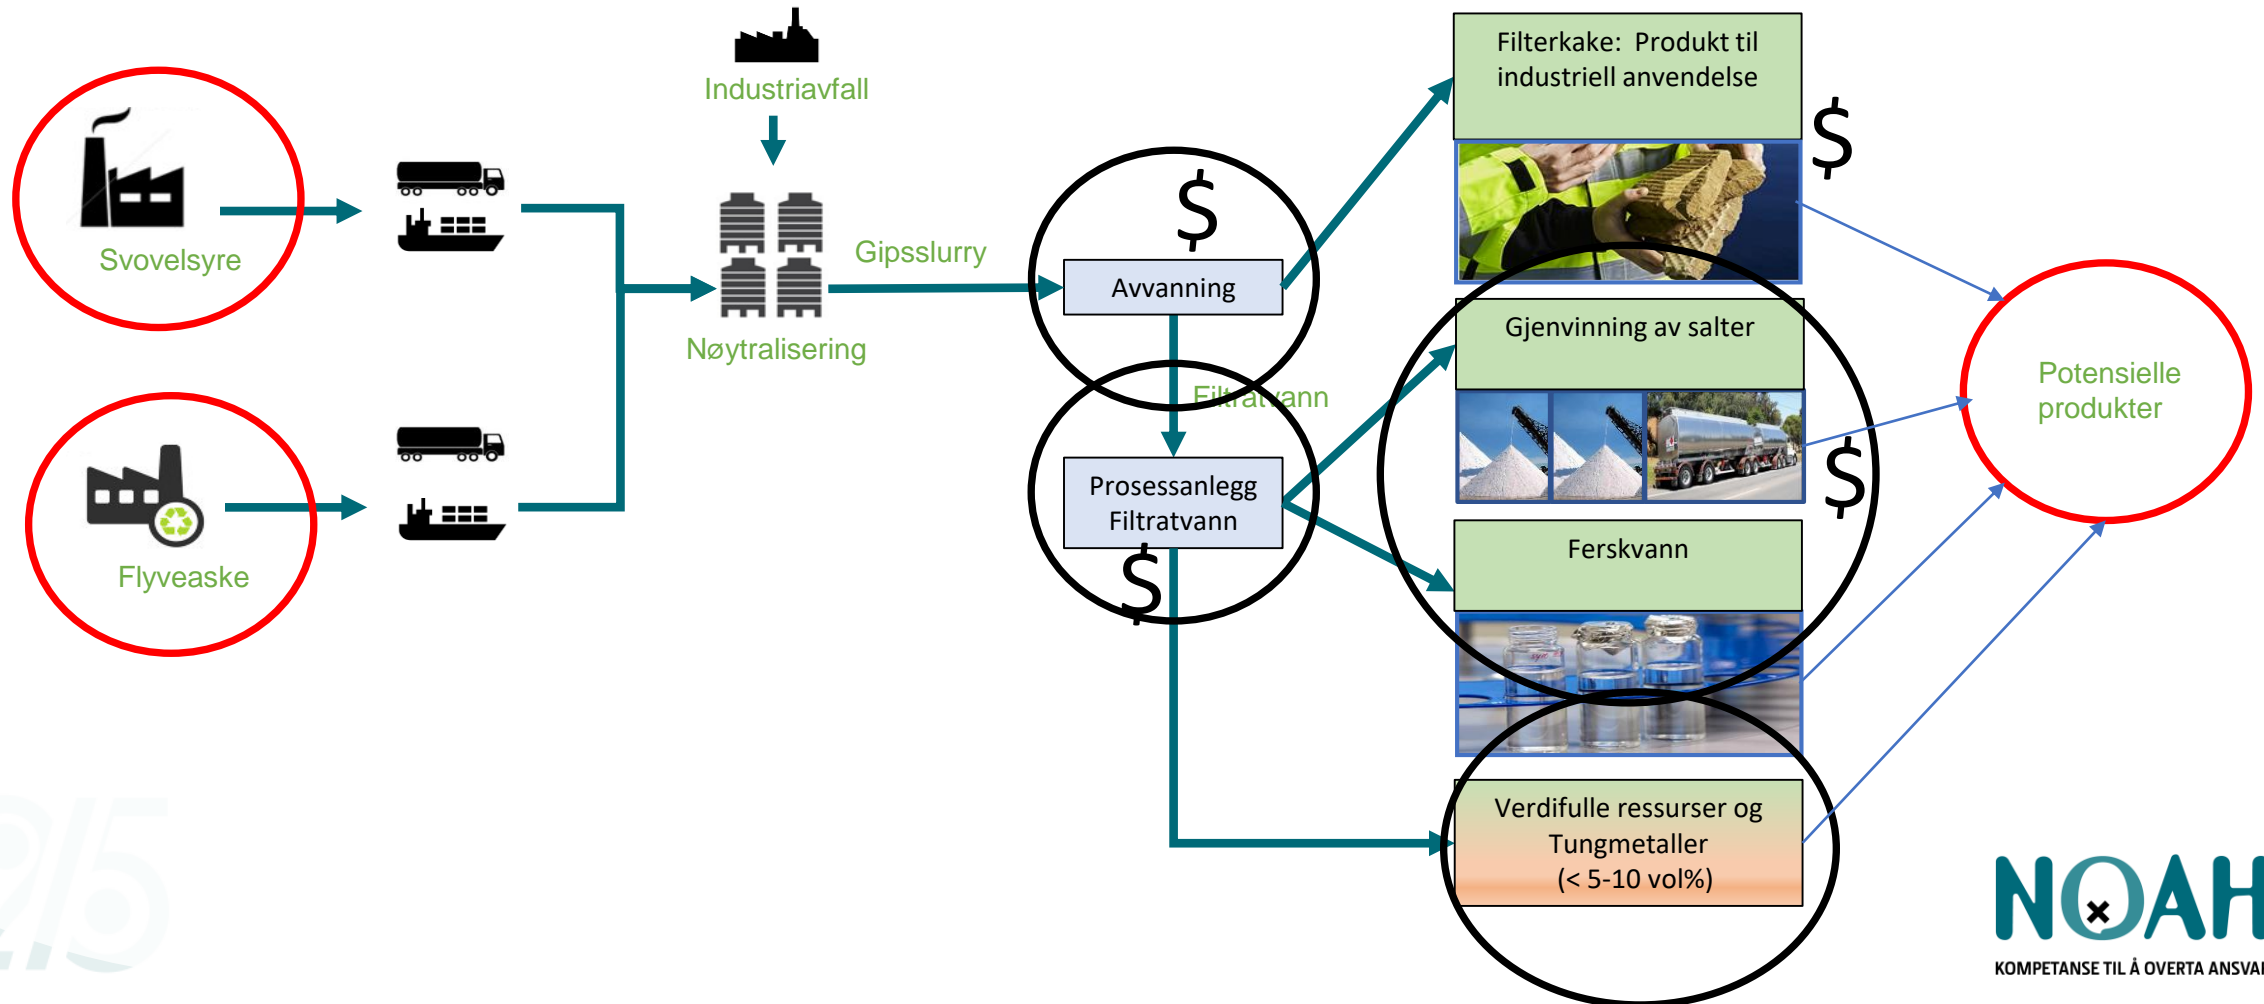 Industriavfall
Svovelsyre
Flyveaske
Nøytralisering
Gipsslurry
$
Avvanning
Filtratvann
Prosessanlegg
Filtratvann
$
Filterkake: Produkt til
industriell anvendelse
$
Gjenvinning av salter
$
Ferskvann
Verdifulle ressurser og
Tungmetaller
(< 5-10 vol%)
Potensielle
produkter
NOAH
KOMPETANSE TIL Å OVERTA ANSVAR